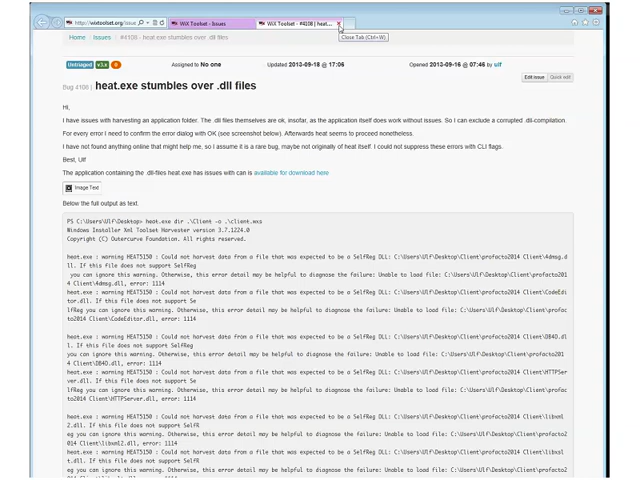 http://wixtoolset.org/issue
WiX Toolset - Issues
WiX Toolset - #4108 | heat...
Close Tab (Ctrl+W)
Home Issues #4108 - heat exe stumbles over .dll files
Untriaged v3.x 0 Assigned to No one Updated 2013-09-18 @ 17:06 Opened 2013-09-16 @ 07:46 by ulf
Edit issue Quick edit
Bug 4108 | heat.exe stumbles over .dll files
Hi,
I have issues with harvesting an application folder. The .dll files themselves are ok, insofar, as the application itself does work without issues. So I can exclude a corrupted .dll-compilation.
For every error I need to confirm the error dialog with OK (see screenshot below). Afterwards heat seems to proceed nonetheless.
I have not found anything online that might help me, so I assume it is a rare bug, maybe not originally of heat itself. I could not suppress these errors with CLI flags.
Best, Ulf
The application containing the .dll-files heat.exe has issues with can is available for download here
Image Text
Below the full output as text.
PS C:\Users\Ulf\Desktop> heat.exe dir .\Client -o .\client.wxs
Windows Installer Xml Toolset Harvester version 3.7.1224.0
Copyright (C) Outercurve Foundation. All rights reserved.
heat.exe : warning HEAT5150 : Could not harvest data from a file that was expected to be a SelfReg DLL: C:\Users\Ulf\Desktop\Client\profacto2014 Client\4dmsg.d
ll. If this file does not support SelfReg
you can ignore this warning. Otherwise, this error detail may be helpful to diagnose the failure: Unable to load file: C:\Users\Ulf\Desktop\Client\profacto201
4 Client\4dmsg.dll, error: 1114
heat.exe : warning HEAT5150 : Could not harvest data from a file that was expected to be a SelfReg DLL: C:\Users\Ulf\Desktop\Client\profacto2014 Client\CodeEdi
tor.dll. If this file does not support Se
lfReg you can ignore this warning. Otherwise, this error detail may be helpful to diagnose the failure: Unable to load file: C:\Users\Ulf\Desktop\Client\profac
to2014 Client\CodeEditor.dll, error: 1114
heat.exe : warning HEAT5150 : Could not harvest data from a file that was expected to be a SelfReg DLL: C:\Users\Ulf\Desktop\Client\profacto2014 Client\DB4D.dl
l. If this file does not support SelfReg
you can ignore this warning. Otherwise, this error detail may be helpful to diagnose the failure: Unable to load file: C:\Users\Ulf\Desktop\Client\profacto201
4 Client\DB4D.dll, error: 1114
heat.exe : warning HEAT5150 : Could not harvest data from a file that was expected to be a SelfReg DLL: C:\Users\Ulf\Desktop\Client\profacto2014 Client\HTTPSer
ver.dll. If this file does not support Se
lfReg you can ignore this warning. Otherwise, this error detail may be helpful to diagnose the failure: Unable to load file: C:\Users\Ulf\Desktop\Client\profac
to2014 Client\HTTPServer.dll, error: 1114
heat.exe : warning HEAT5150 : Could not harvest data from a file that was expected to be a SelfReg DLL: C:\Users\Ulf\Desktop\Client\profacto2014 Client\libxml
2.dll. If this file does not support SelfR
eg you can ignore this warning. Otherwise, this error detail may be helpful to diagnose the failure: Unable to load file: C:\Users\Ulf\Desktop\Client\profacto2
014 Client\libxml2.dll, error: 1114
heat.exe : warning HEAT5150 : Could not harvest data from a file that was expected to be a SelfReg DLL: C:\Users\Ulf\Desktop\Client\profacto2014 Client\libxsl
t.dll. If this file does not support SelfR
eg you can ignore this warning. Otherwise, this error detail may be helpful to diagnose the failure: Unable to load file: C:\Users\Ulf\Desktop\Client\profacto2